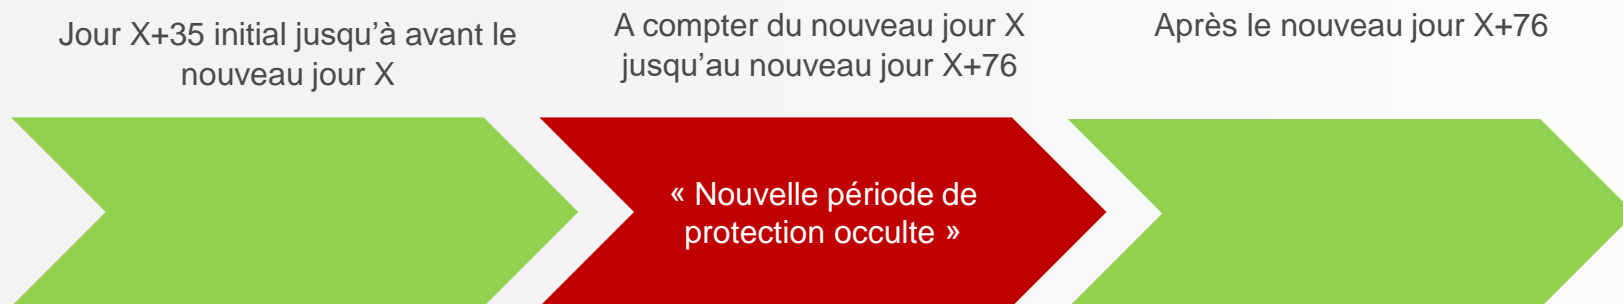 Jour X+35 initial jusqu’à avant le
nouveau jour X
A compter du nouveau jour X
jusqu’au nouveau jour X+76
Après le nouveau jour X+76
« Nouvelle période de
protection occulte »